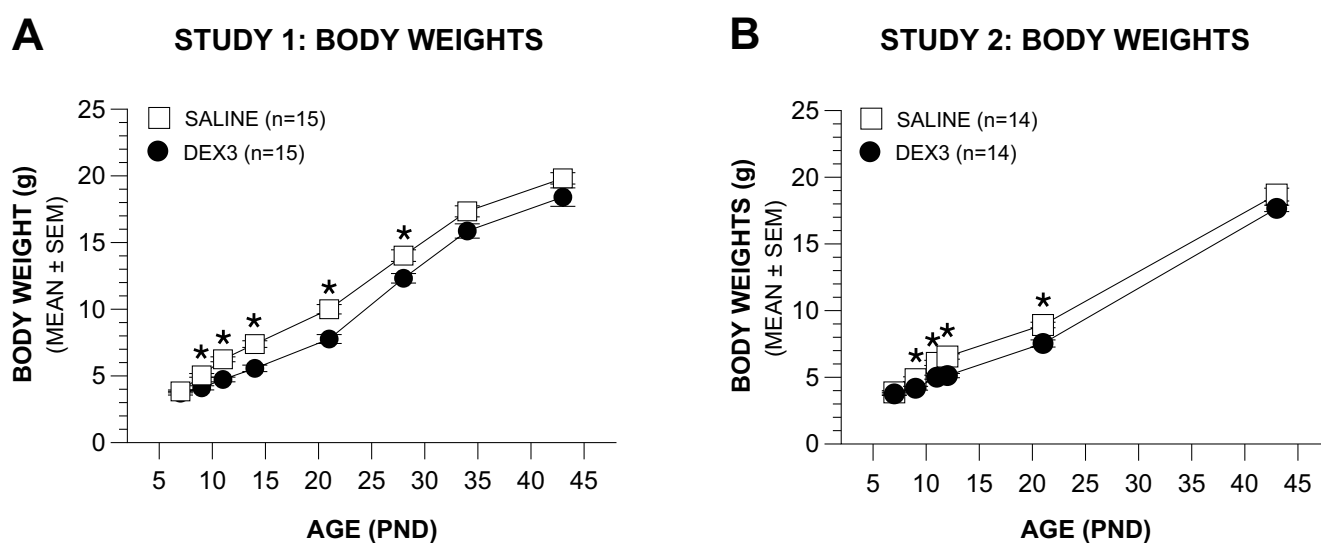 A
STUDY 1: BODY WEIGHTS
25
20
15
10
5
0
BODY WEIGHT (g)
(MEAN ± SEM)
SALINE (n=15)
DEX3 (n=15)
*
*
*
*
*
5 10 15 20 25 30 35 40 45
AGE (PND)
B
STUDY 2: BODY WEIGHTS
25
20
15
10
5
0
BODY WEIGHTS (g)
(MEAN ± SEM)
SALINE (n=14)
DEX3 (n=14)
*
*
*
*
5 10 15 20 25 30 35 40 45
AGE (PND)